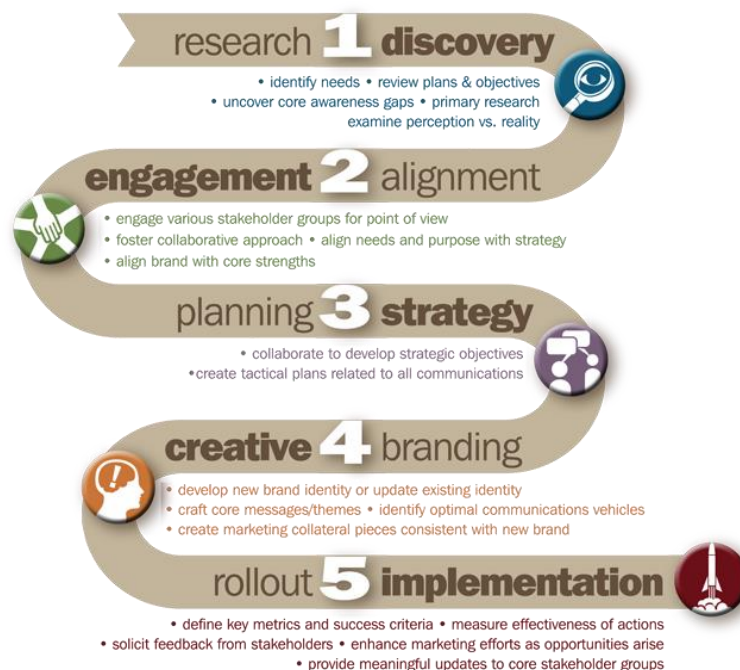 research 1 discovery
• identify needs • review plans & objectives
• uncover core awareness gaps • primary research
examine perception vs. reality
engagement 2 alignment
• engage various stakeholder groups for point of view
• foster collaborative approach • align needs and purpose with strategy
• align brand with core strengths
planning 3 strategy
• collaborate to develop strategic objectives
•create tactical plans related to all communications
creative 4 branding
• develop new brand identity or update existing identity
• craft core messages/themes • identify optimal communications vehicles
• create marketing collateral pieces consistent with new brand
rollout 5 implementation
• define key metrics and success criteria • measure effectiveness of actions
• solicit feedback from stakeholders • enhance marketing efforts as opportunities arise
• provide meaningful updates to core stakeholder groups